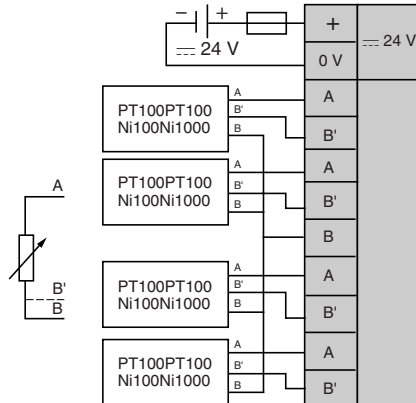 − + +
⎓ 24 V
⎓ 24 V
0 V
PT100PT100
Ni100Ni1000
A
B'
B
A
B'
PT100PT100
Ni100Ni1000
A
B'
B
A
B'
B
A
B'
B
PT100PT100
Ni100Ni1000
A
B'
B
A
B'
PT100PT100
Ni100Ni1000
A
B'
B
A
B'